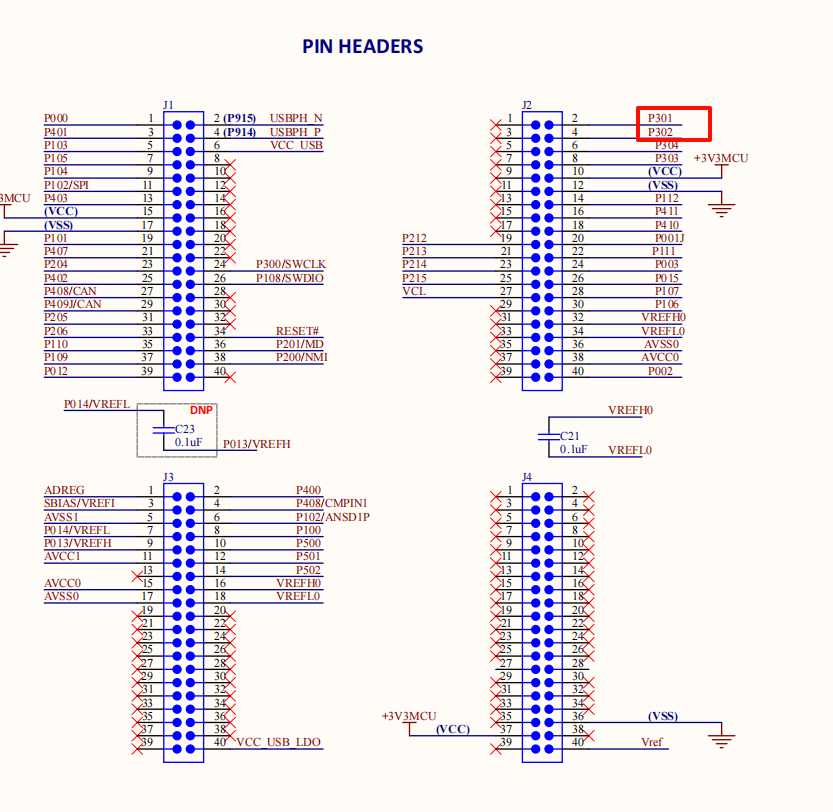 PIN HEADERS
J1
P000 1 2 (P915) USBPH_N
P401 3 4 (P914) USBPH_P
P103 5 6 VCC_USB
P105 7 8
P104 9 10
P102/SPI 11 12
3MCU P403 13 14
(VCC) 15 16
(VSS) 17 18
P101 19 20
P407 21 22
P204 23 24 P300/SWCLK
P402 25 26 P108/SWDIO
P408/CAN 27 28
P409J/CAN 29 30
P205 31 32
P206 33 34 RESET#
P110 35 36 P201/MD
P109 37 38 P200/NMI
P012 39 40
J2
1 2 P301
3 4 P302
5 6 P304
7 8 P303 +3V3MCU
9 10 (VCC)
11 12 (VSS)
13 14 P112
15 16 P411
17 18 P410
P212 19 20 P001J
P213 21 22 P111
P214 23 24 P003
P215 25 26 P015
VCL 27 28 P107
29 30 P106
31 32 VREFH0
33 34 VREFL0
35 36 AVSS0
37 38 AVCC0
39 40 P002
P014/VREFL DNP
C23
0.1uF
P013/VREFH
VREFH0
C21
0.1uF
VREFL0
J3
ADREG 1 2 P400
SBIAS/VREFI 3 4 P408/CMPIN1
AVSS1 5 6 P102/ANSD1P
P014/VREFL 7 8 P100
P013/VREFH 9 10 P500
AVCC1 11 12 P501
13 14 P502
AVCC0 15 16 VREFH0
AVSS0 17 18 VREFL0
19 20
21 22
23 24
25 26
27 28
29 30
31 32
33 34
35 36
37 38
39 40 VCC_USB_LDO
J4
1 2
3 4
5 6
7 8
9 10
11 12
13 14
15 16
17 18
19 20
21 22
23 24
25 26
27 28
29 30
31 32
33 34
+3V3MCU 35 36 (VSS)
(VCC) 37 38
39 40 Vref